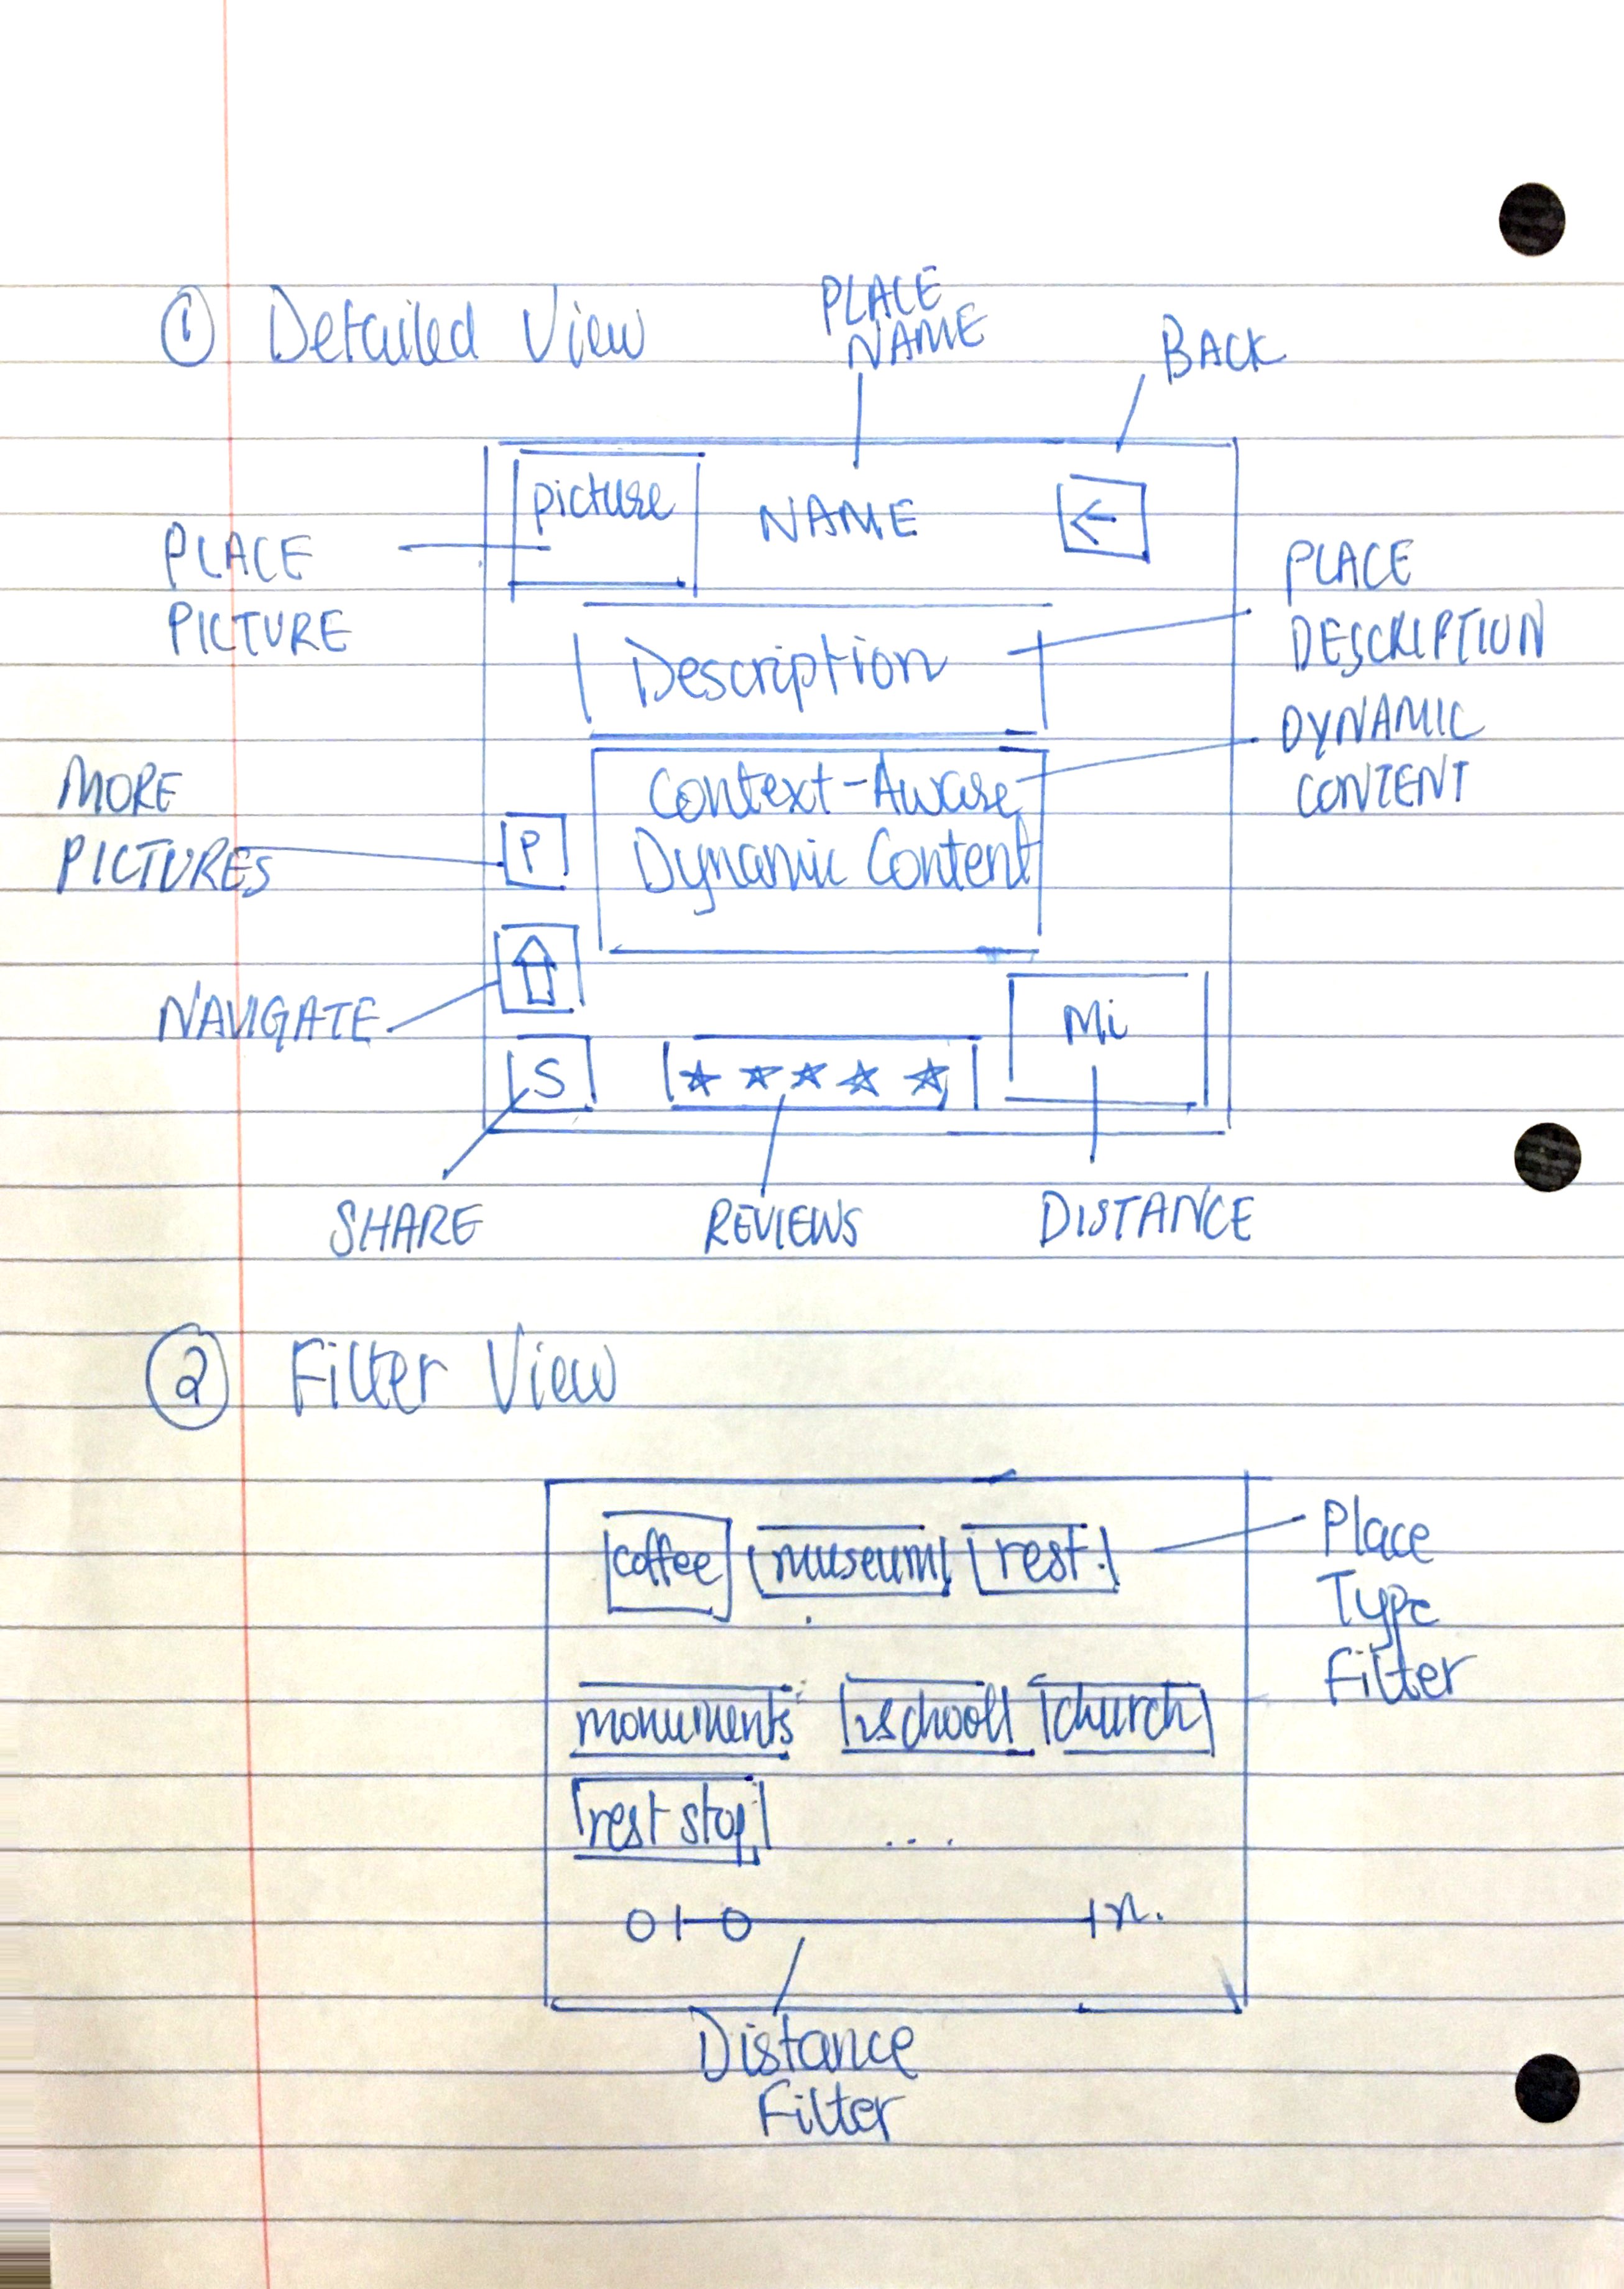 ① Detailed View
PLACE
NAME
BACK
picture
NAME
←
PLACE
PICTURE
PLACE
DESCRIPTION
Description
DYNAMIC
CONTENT
Context-Aware
Dynamic Content
MORE
PICTURES
P
NAVIGATE
Mi
S
SHARE
REVIEWS
DISTANCE
② Filter View
coffee museum rest.
Place
Type
Filter
monuments school church
rest stop ....
0 n.
Distance
Filter